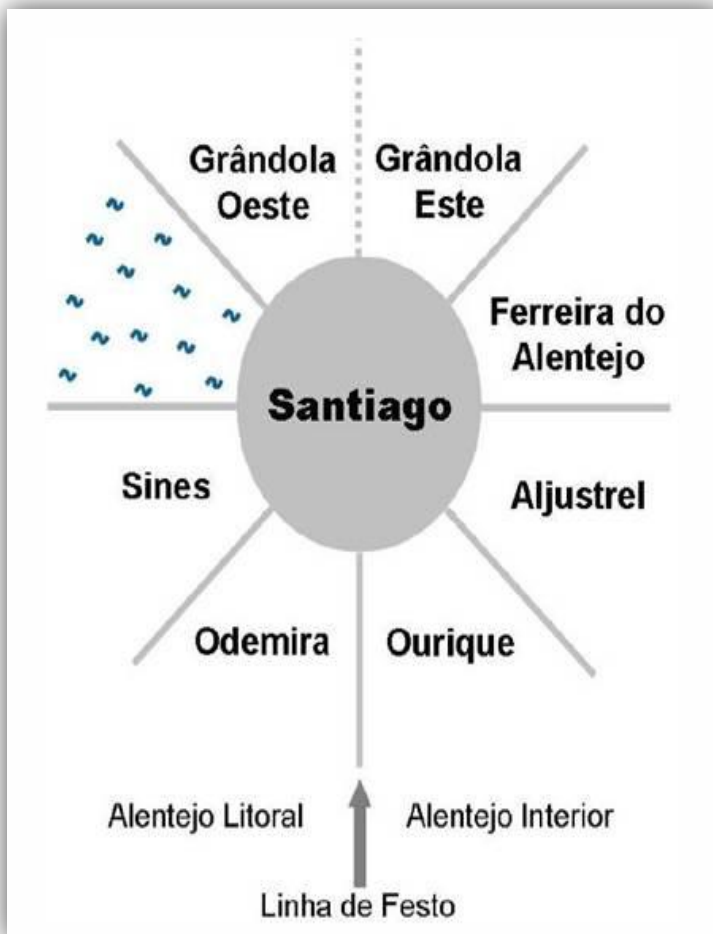 Grândola
Oeste
Grândola
Este
Ferreira do
Alentejo
Santiago
Sines
Aljustrel
Odemira
Ourique
Alentejo Litoral
Alentejo Interior
Linha de Festo